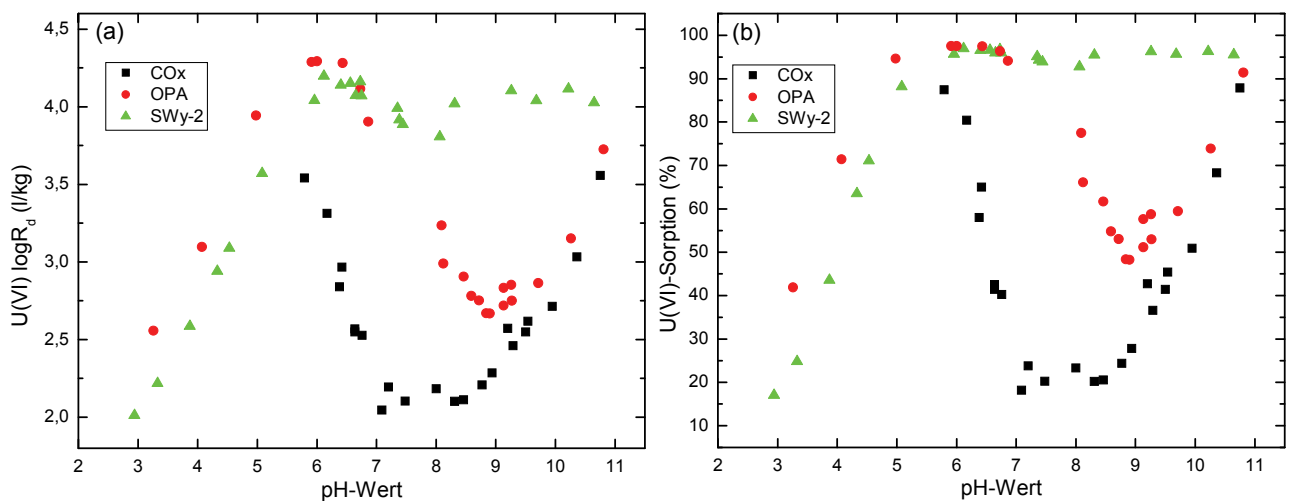 (a)
COx
OPA
SWy-2
U(VI) logR_d (l/kg)
4,5
4,0
3,5
3,0
2,5
2,0
2 3 4 5 6 7 8 9 10 11
pH-Wert
(b)
COx
OPA
SWy-2
U(VI)-Sorption (%)
100
90
80
70
60
50
40
30
20
10
2 3 4 5 6 7 8 9 10 11
pH-Wert